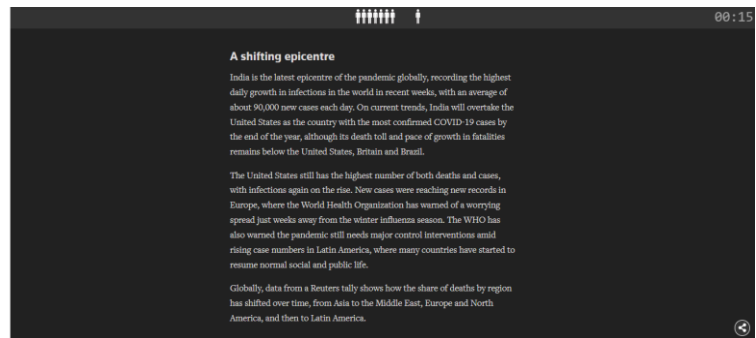 00:15
A shifting epicentre
India is the latest epicentre of the pandemic globally, recording the highest
daily growth in infections in the world in recent weeks, with an average of
about 90,000 new cases each day. On current trends, India will overtake the
United States as the country with the most confirmed COVID-19 cases by
the end of the year, although its death toll and pace of growth in fatalities
remains below the United States, Britain and Brazil.
The United States still has the highest number of both deaths and cases,
with infections again on the rise. New cases were reaching new records in
Europe, where the World Health Organization has warned of a worrying
spread just weeks away from the winter influenza season. The WHO has
also warned the pandemic still needs major control interventions amid
rising case numbers in Latin America, where many countries have started to
resume normal social and public life.
Globally, data from a Reuters tally shows how the share of deaths by region
has shifted over time, from Asia to the Middle East, Europe and North
America, and then to Latin America.